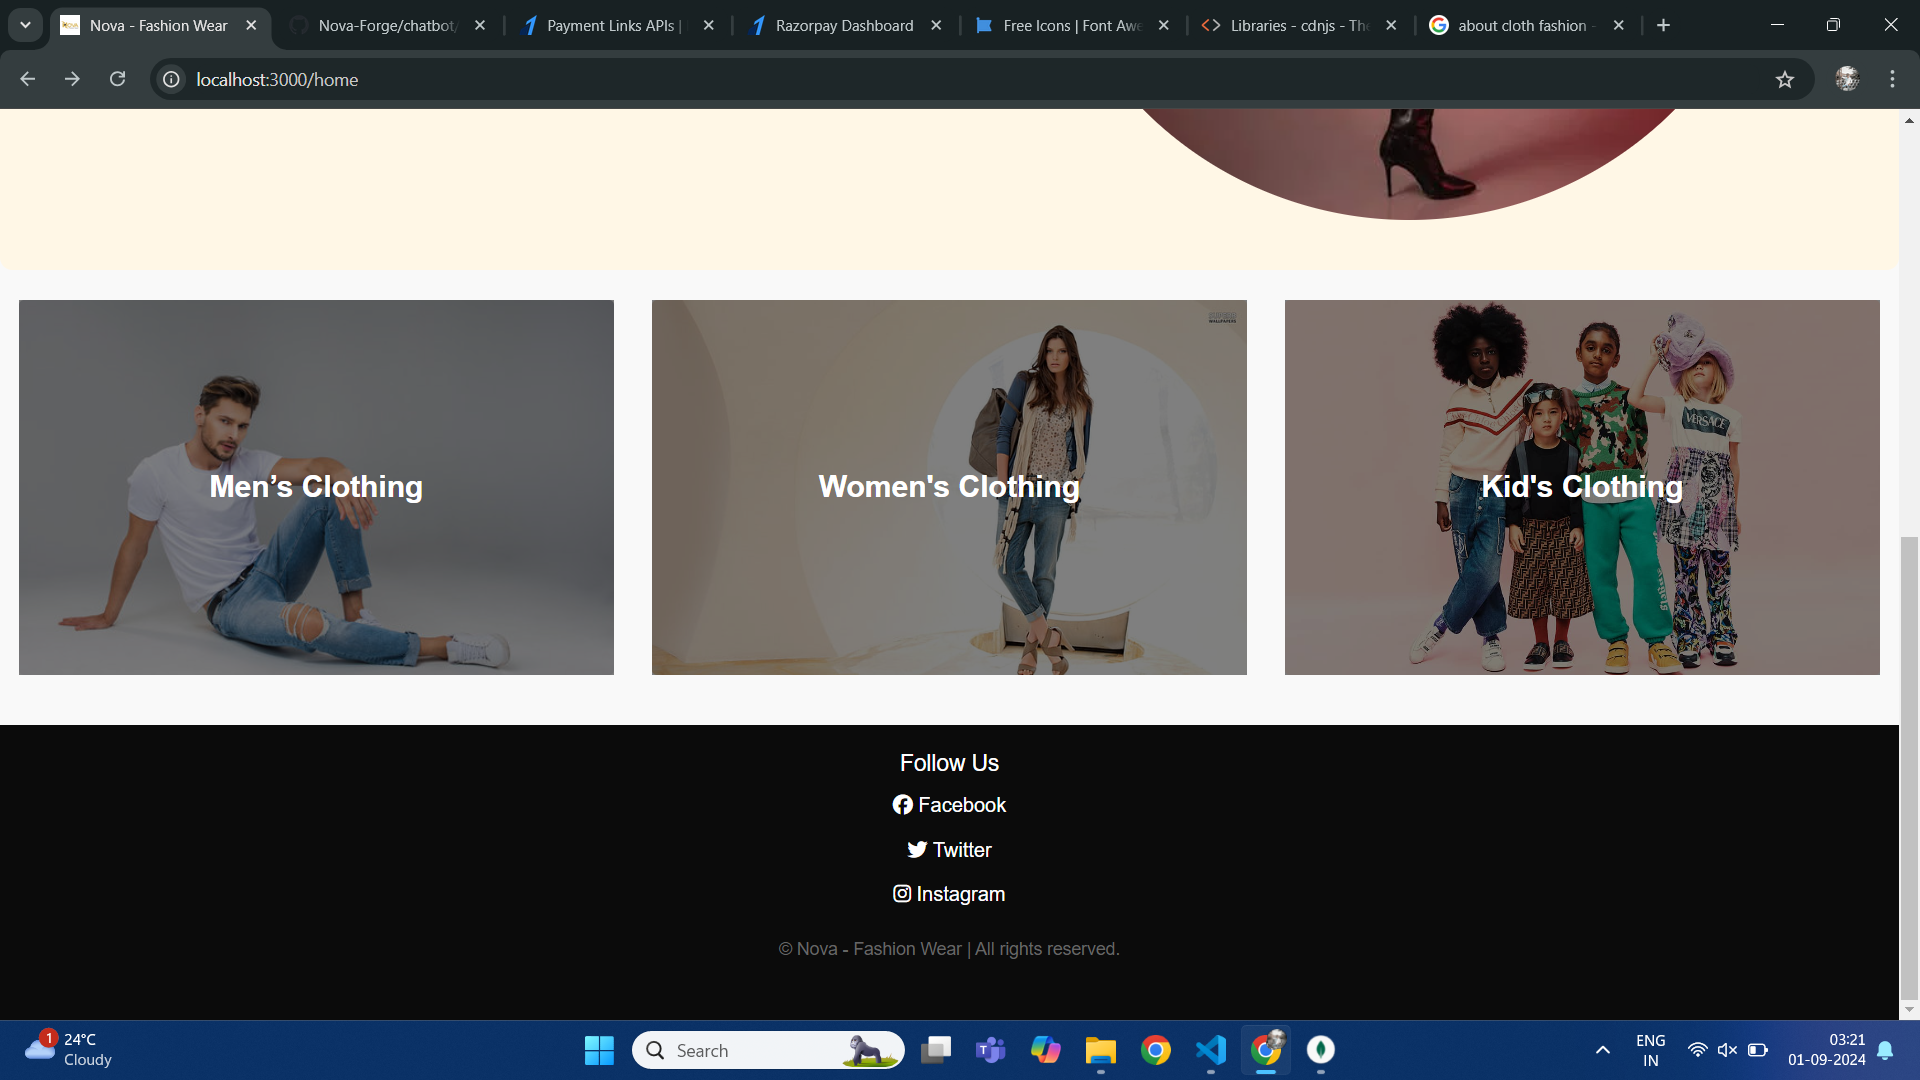 Nova - Fashion Wear
Nova-Forge/chatbot/
Payment Links APIs |
Razorpay Dashboard
Free Icons | Font Awe
Libraries - cdnjs - The
about cloth fashion -
localhost:3000/home
Men’s Clothing
Women's Clothing
Kid's Clothing
VERSACE
Follow Us
Facebook
Twitter
Instagram
© Nova - Fashion Wear | All rights reserved.
1
24°C
Cloudy
Search
ENG
IN
03:21
01-09-2024